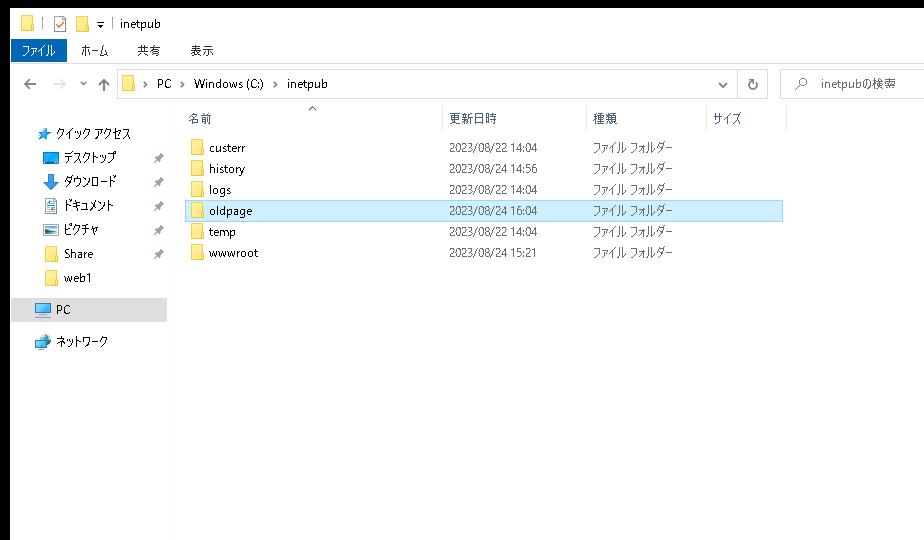 inetpub
ファイル ホーム 共有 表示
PC Windows (C:) inetpub inetpubの検索
名前 更新日時 種類 サイズ
クイック アクセス
デスクトップ
ダウンロード
ドキュメント
ピクチャ
Share
web1
PC
ネットワーク
custerr 2023/08/22 14:04 ファイル フォルダー
history 2023/08/24 14:56 ファイル フォルダー
logs 2023/08/22 14:04 ファイル フォルダー
oldpage 2023/08/24 16:04 ファイル フォルダー
temp 2023/08/22 14:04 ファイル フォルダー
wwwroot 2023/08/24 15:21 ファイル フォルダー